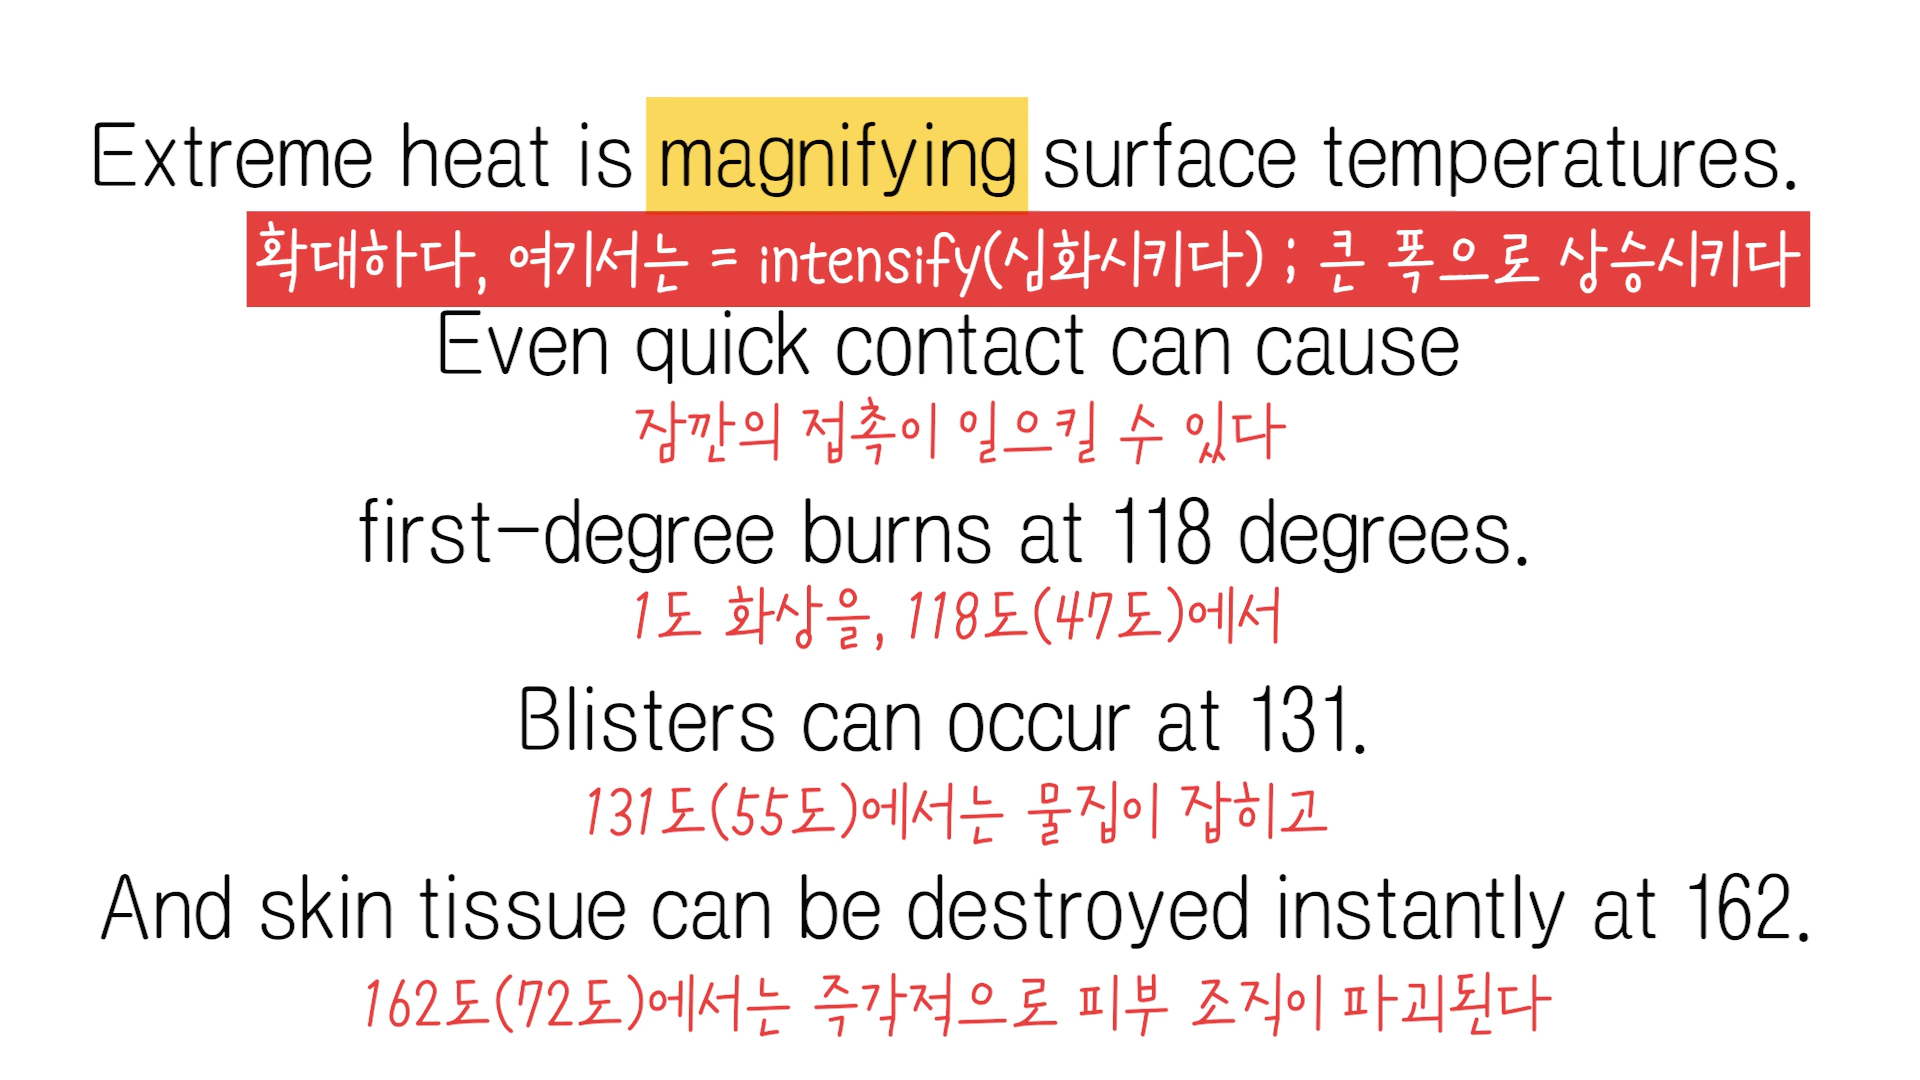 Extreme heat is magnifying surface temperatures.
확대하다, 여기서는 = intensify(심화시키다) ; 큰 폭으로 상승시키다
Even quick contact can cause
잠깐의 접촉이 일으킬 수 있다
first-degree burns at 118 degrees.
1도 화상을, 118도(47도)에서
Blisters can occur at 131.
131도(55도)에서는 물집이 잡히고
And skin tissue can be destroyed instantly at 162.
162도(72도)에서는 즉각적으로 피부 조직이 파괴된다